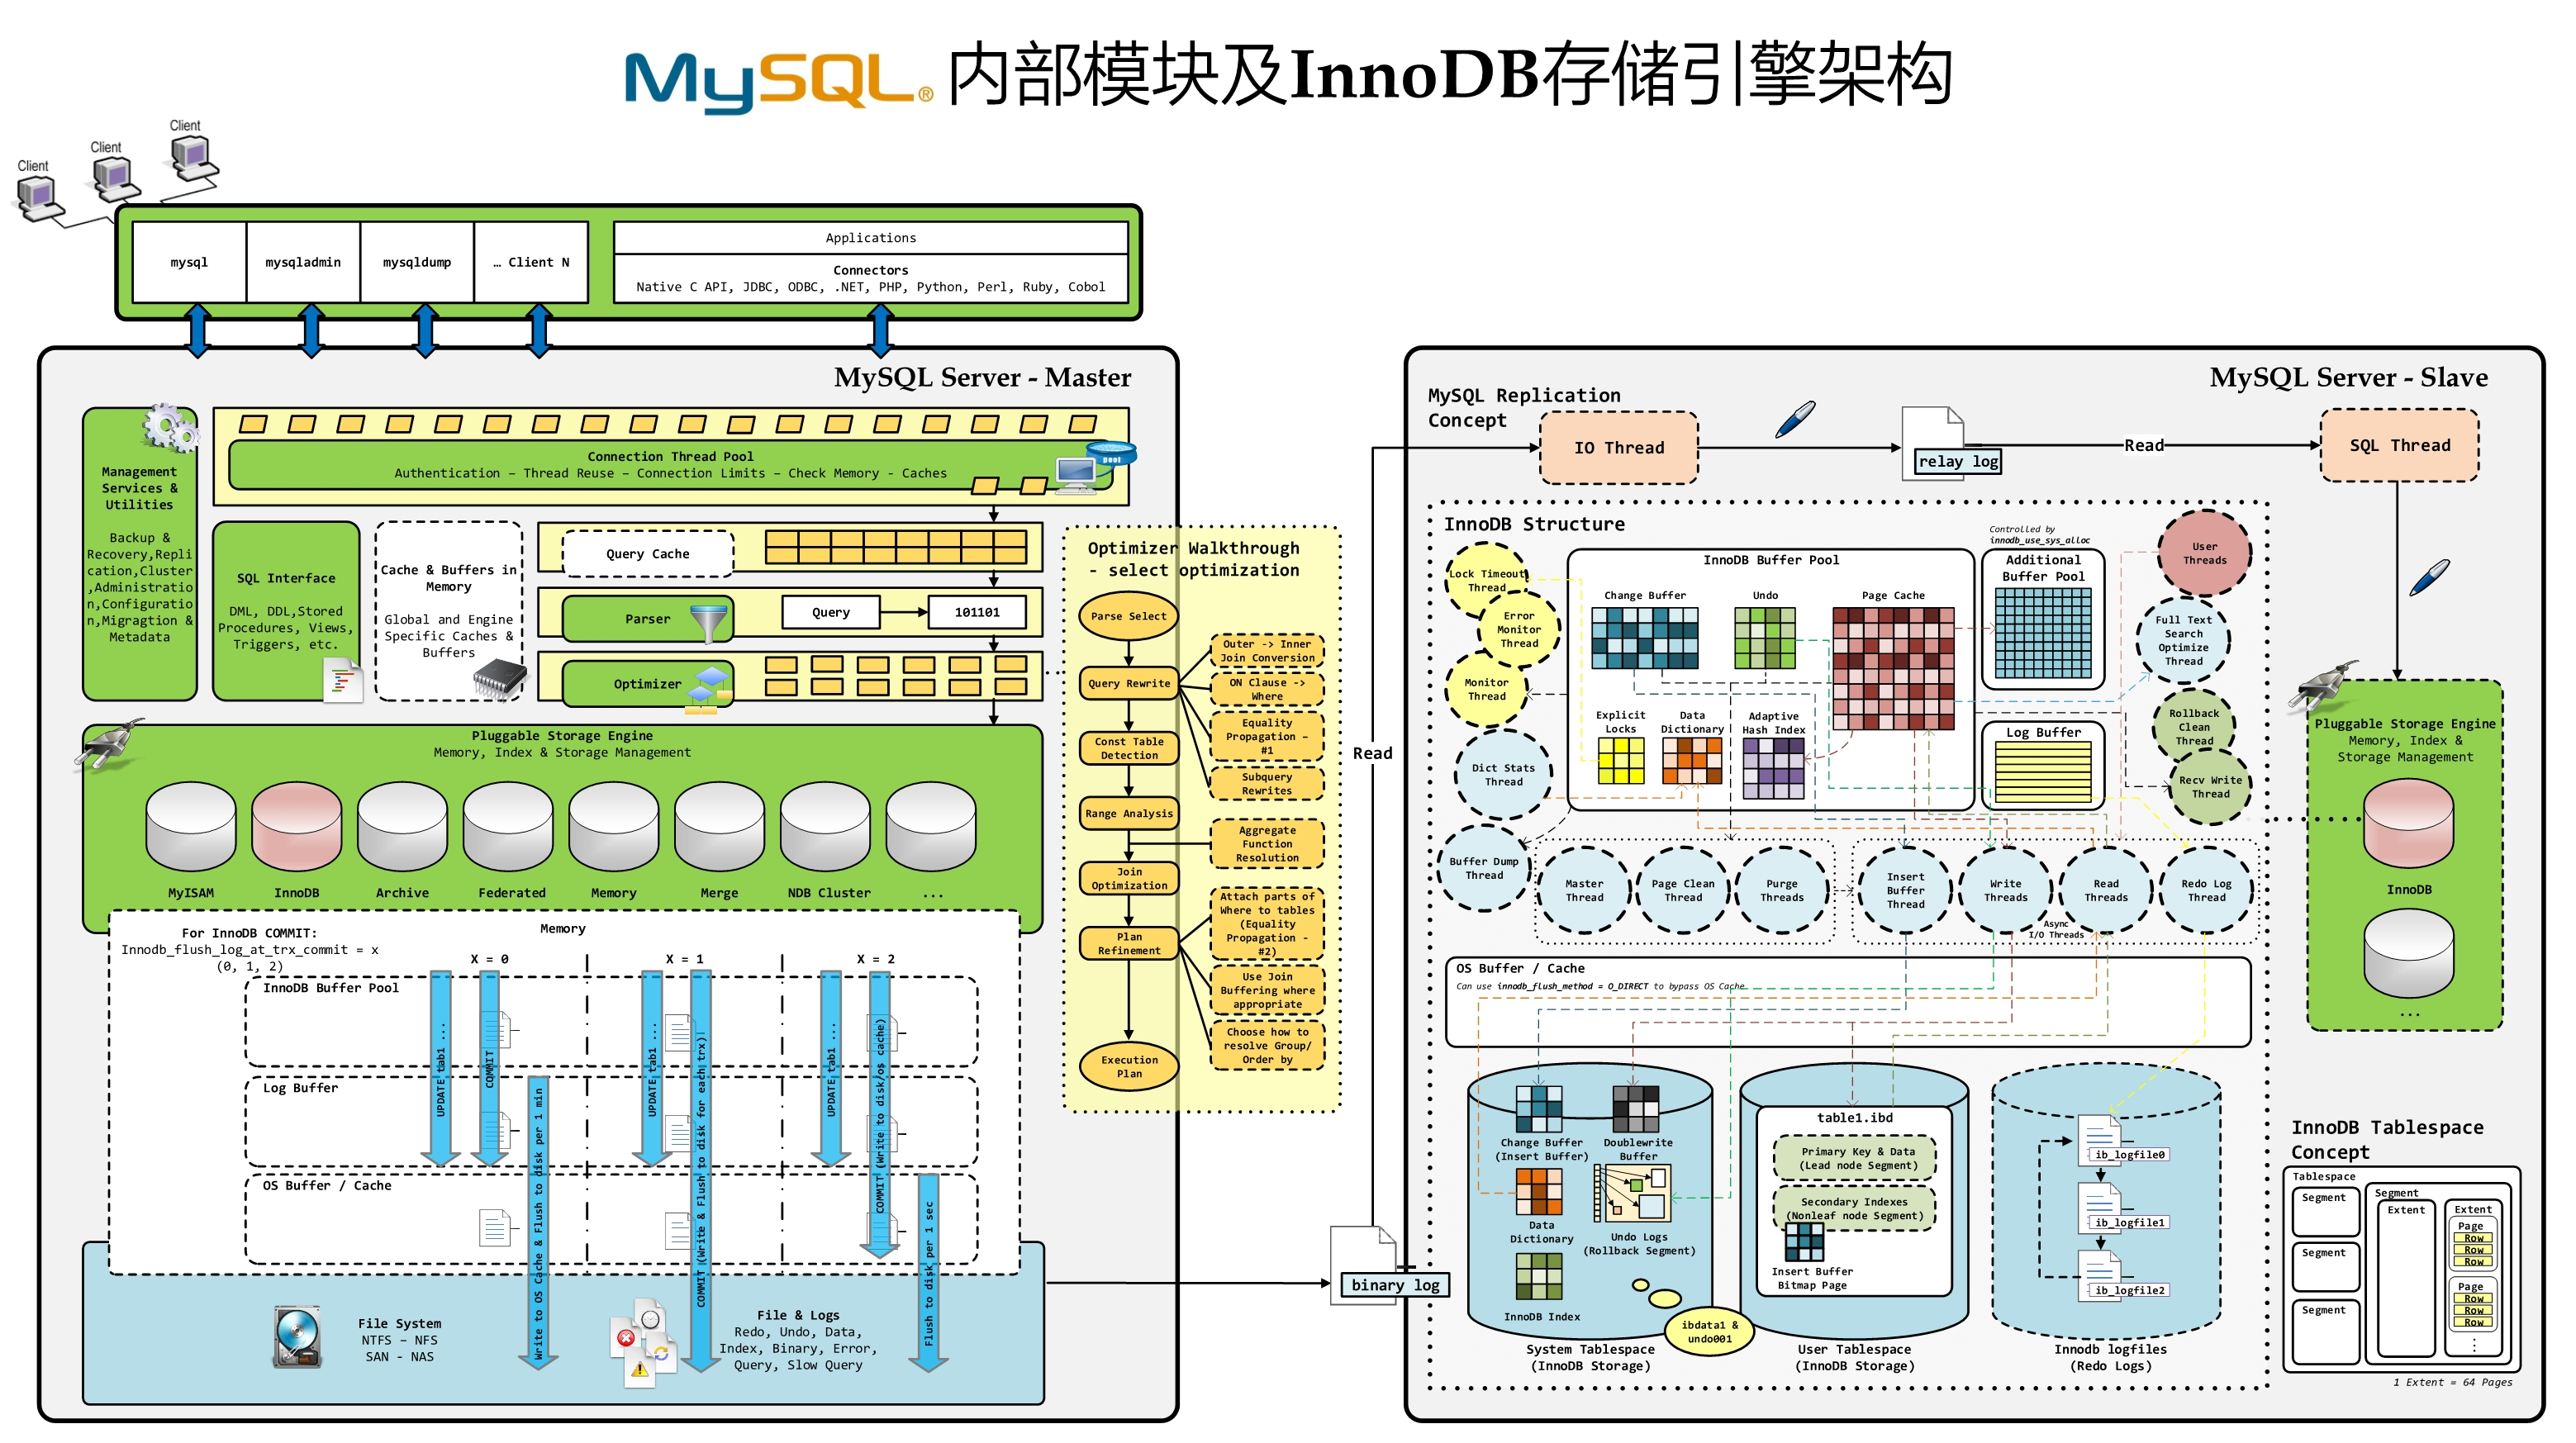 MySQL® 内部模块及InnoDB存储引擎架构
Client
Client
Client
mysql
mysqladmin
mysqldump
… Client N
Applications
Connectors
Native C API, JDBC, ODBC, .NET, PHP, Python, Perl, Ruby, Cobol
MySQL Server - Master
Management
Services &
Utilities
Backup &
Recovery,Repli
cation,Cluster
,Administratio
n,Configuratio
n,Migragtion &
Metadata
Connection Thread Pool
Authentication – Thread Reuse – Connection Limits – Check Memory - Caches
pool
SQL Interface
DML, DDL,Stored
Procedures, Views,
Triggers, etc.
Cache & Buffers in
Memory
Global and Engine
Specific Caches &
Buffers
Query Cache
Parser
Query
101101
Optimizer
Pluggable Storage Engine
Memory, Index & Storage Management
MyISAM
InnoDB
Archive
Federated
Memory
Merge
NDB Cluster
...
For InnoDB COMMIT:
Innodb_flush_log_at_trx_commit = x
(0, 1, 2)
Memory
X = 0
X = 1
X = 2
InnoDB Buffer Pool
Log Buffer
OS Buffer / Cache
UPDATE tab1 ...
COMMIT
Write to OS Cache & Flush to disk per 1 min
UPDATE tab1 ...
COMMIT (Write & Flush to disk for each trx)
UPDATE tab1 ...
COMMIT (Write to disk/os cache)
Flush to disk per 1 sec
File System
NTFS – NFS
SAN - NAS
File & Logs
Redo, Undo, Data,
Index, Binary, Error,
Query, Slow Query
Optimizer Walkthrough
- select optimization
Parse Select
Query Rewrite
Const Table
Detection
Range Analysis
Join
Optimization
Plan
Refinement
Execution
Plan
Outer -> Inner
Join Conversion
ON Clause ->
Where
Equality
Propagation –
#1
Subquery
Rewrites
Aggregate
Function
Resolution
Attach parts of
Where to tables
(Equality
Propagation -
#2)
Use Join
Buffering where
appropriate
Choose how to
resolve Group/
Order by
Read
binary log
MySQL Server - Slave
MySQL Replication
Concept
IO Thread
relay log
Read
SQL Thread
InnoDB Structure
Lock Timeout
Thread
Error
Monitor
Thread
Monitor
Thread
Dict Stats
Thread
Buffer Dump
Thread
InnoDB Buffer Pool
Change Buffer
Undo
Page Cache
Explicit
Locks
Data
Dictionary
Adaptive
Hash Index
Controlled by
innodb_use_sys_alloc
Additional
Buffer Pool
Log Buffer
User
Threads
Full Text
Search
Optimize
Thread
Rollback
Clean
Thread
Recv Write
Thread
Master
Thread
Page Clean
Thread
Purge
Threads
Insert
Buffer
Thread
Write
Threads
Read
Threads
Redo Log
Thread
Async
I/O Threads
OS Buffer / Cache
Can use innodb_flush_method = O_DIRECT to bypass OS Cache
Change Buffer
(Insert Buffer)
Doublewrite
Buffer
Data
Dictionary
Undo Logs
(Rollback Segment)
InnoDB Index
ibdata1 &
undo001
System Tablespace
(InnoDB Storage)
table1.ibd
Primary Key & Data
(Lead node Segment)
Secondary Indexes
(Nonleaf node Segment)
Insert Buffer
Bitmap Page
User Tablespace
(InnoDB Storage)
ib_logfile0
ib_logfile1
ib_logfile2
Innodb logfiles
(Redo Logs)
Pluggable Storage Engine
Memory, Index &
Storage Management
InnoDB
...
InnoDB Tablespace
Concept
Tablespace
Segment
Segment
Segment
Segment
Extent
Extent
Page
Row
Row
Row
Page
Row
Row
Row
⋮
1 Extent = 64 Pages